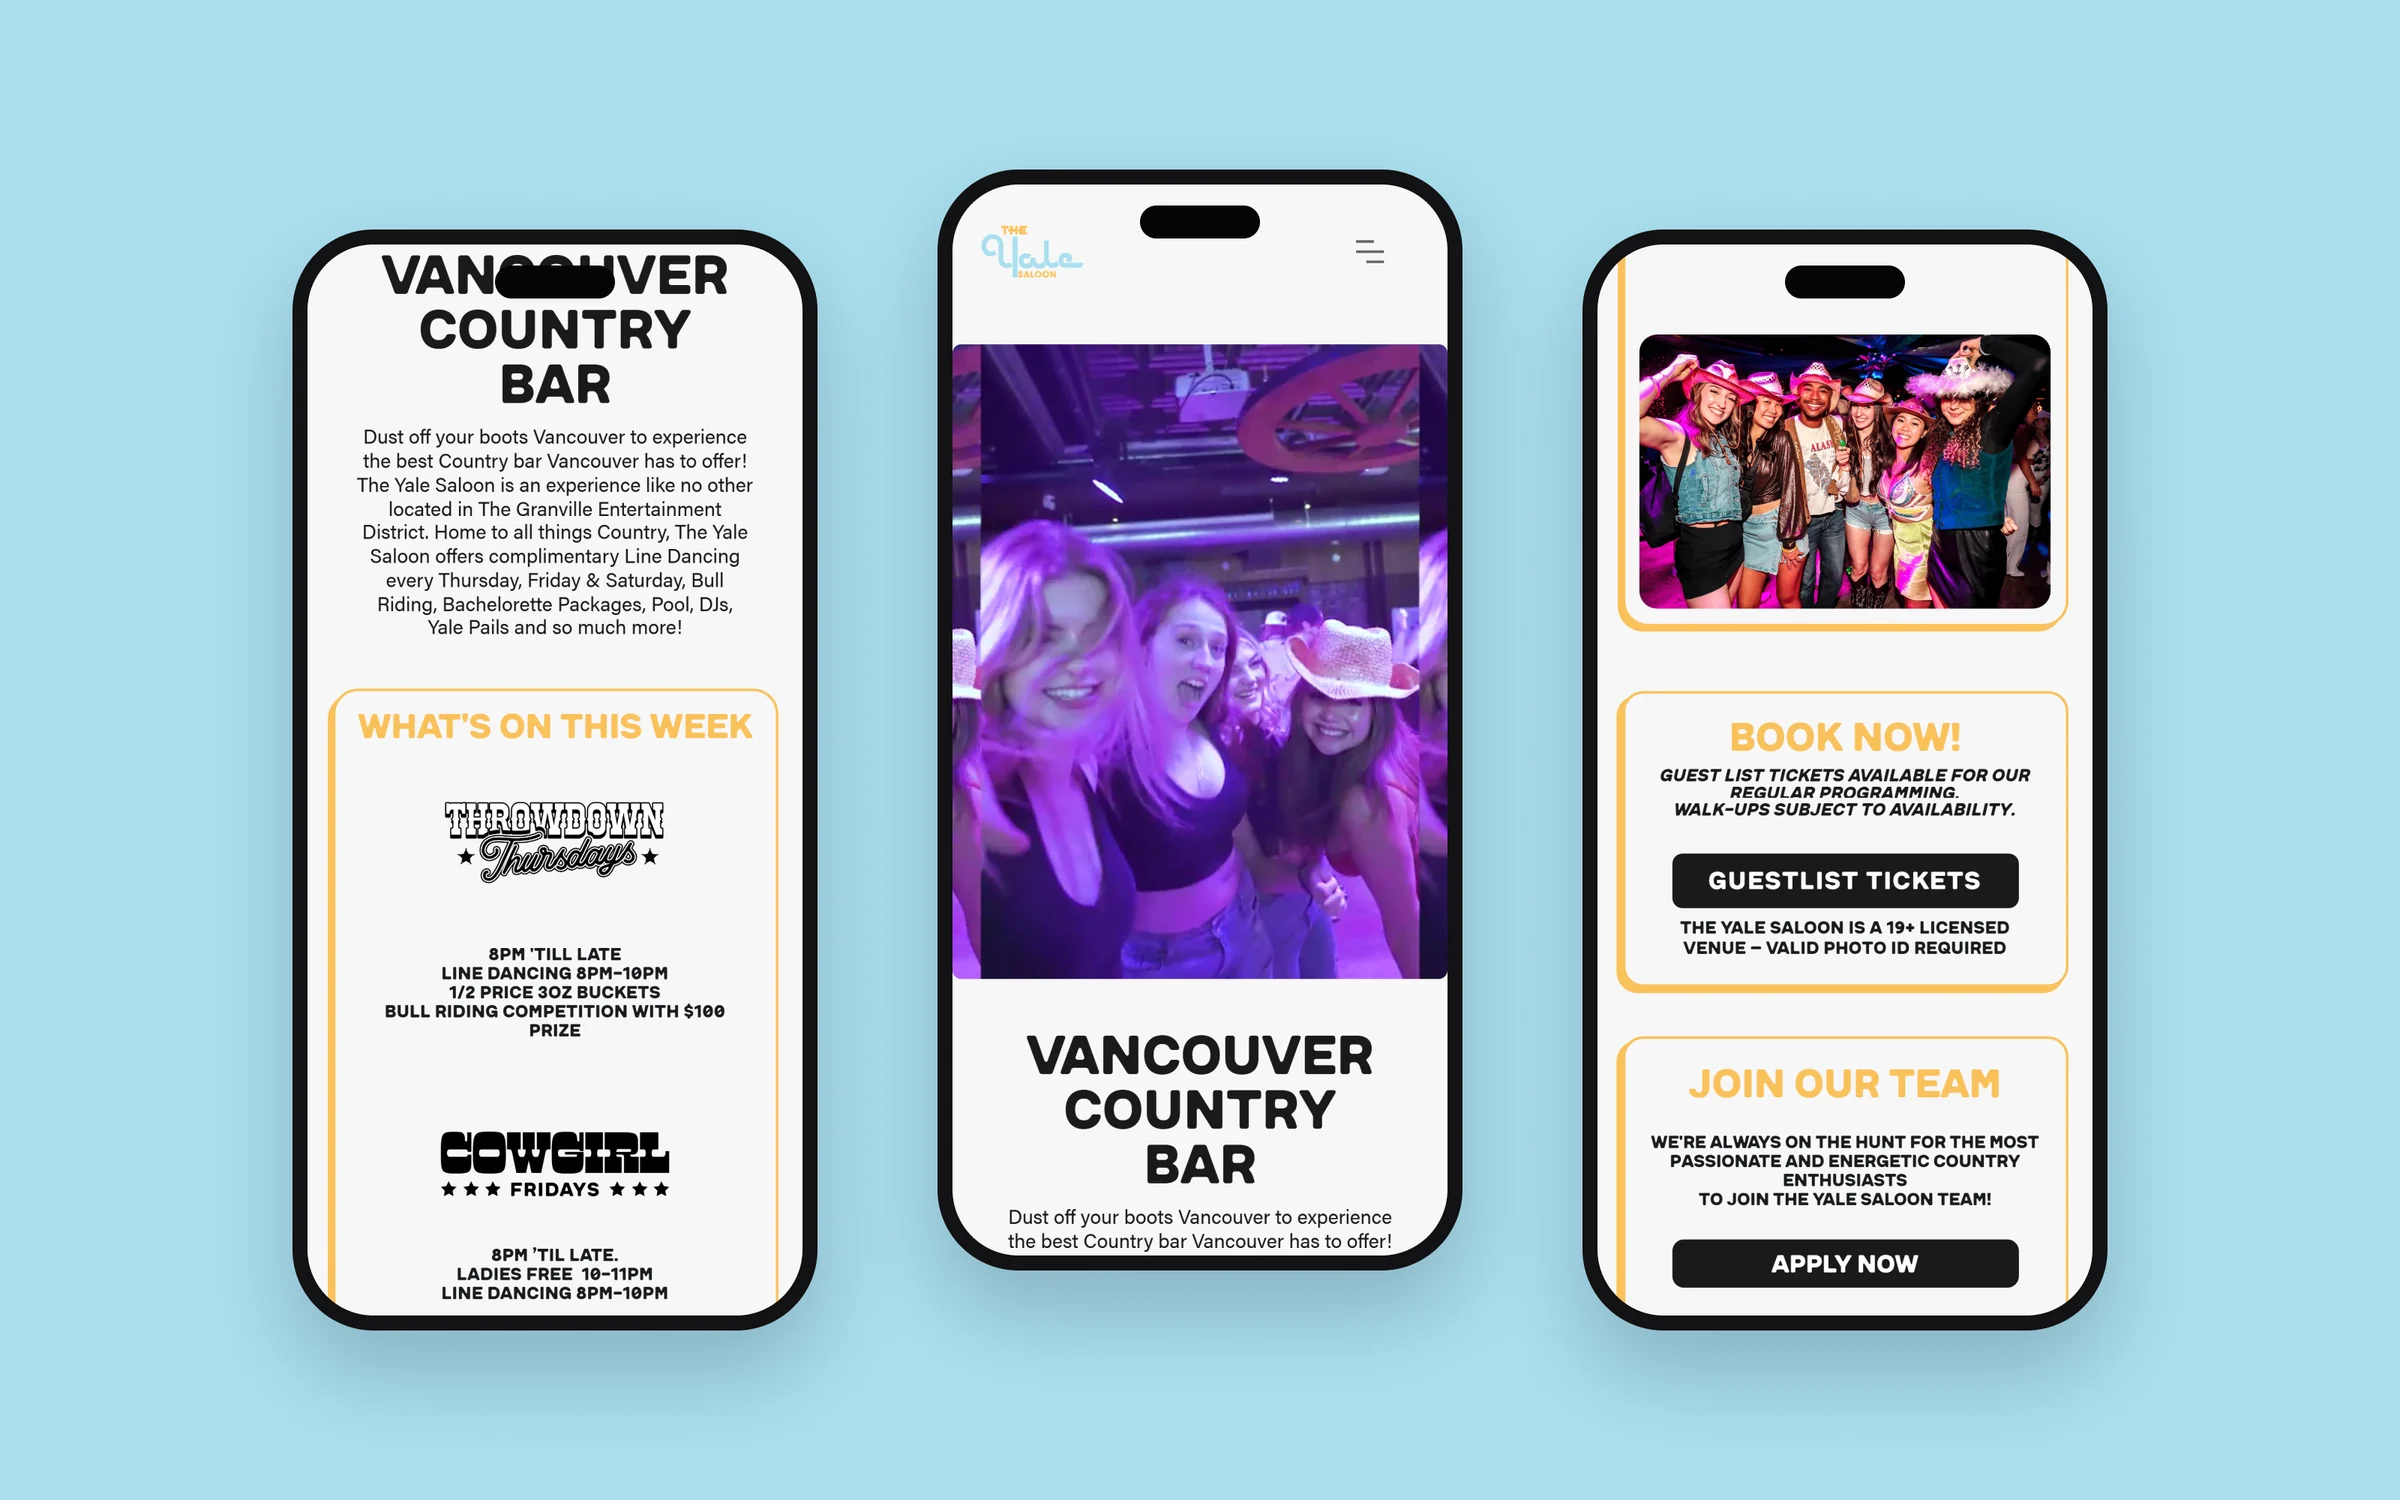 VANCOUVER
COUNTRY
BAR
Dust off your boots Vancouver to experience
the best Country bar Vancouver has to offer!
The Yale Saloon is an experience like no other
located in The Granville Entertainment
District. Home to all things Country, The Yale
Saloon offers complimentary Line Dancing
every Thursday, Friday & Saturday, Bull
Riding, Bachelorette Packages, Pool, DJs,
Yale Pails and so much more!
WHAT'S ON THIS WEEK
THROWDOWN
Thursdays
8PM 'TILL LATE
LINE DANCING 8PM-10PM
1/2 PRICE 3OZ BUCKETS
BULL RIDING COMPETITION WITH $100
PRIZE
COWGIRL
FRIDAYS
8PM 'TIL LATE.
LADIES FREE 10-11PM
LINE DANCING 8PM-10PM
THE
Yale
SALOON
VANCOUVER
COUNTRY
BAR
Dust off your boots Vancouver to experience
the best Country bar Vancouver has to offer!
ALASK
BOOK NOW!
GUEST LIST TICKETS AVAILABLE FOR OUR
REGULAR PROGRAMMING.
WALK-UPS SUBJECT TO AVAILABILITY.
GUESTLIST TICKETS
THE YALE SALOON IS A 19+ LICENSED
VENUE – VALID PHOTO ID REQUIRED
JOIN OUR TEAM
WE'RE ALWAYS ON THE HUNT FOR THE MOST
PASSIONATE AND ENERGETIC COUNTRY
ENTHUSIASTS
TO JOIN THE YALE SALOON TEAM!
APPLY NOW